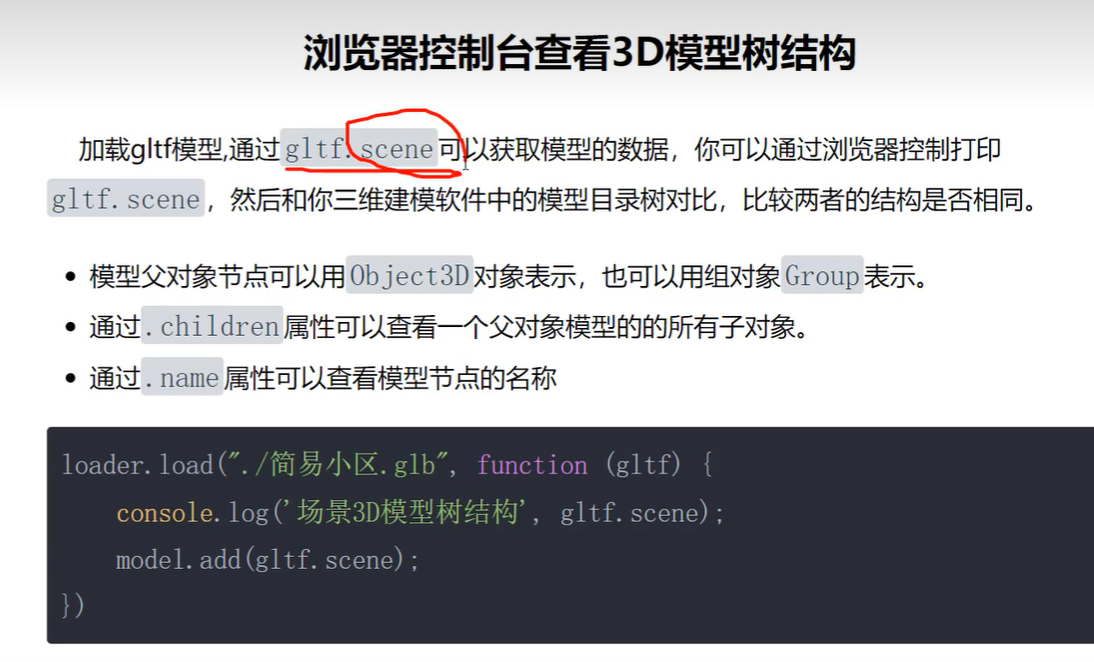 浏览器控制台查看3D模型树结构
加载gltf模型,通过gltf.scene可以获取模型的数据，你可以通过浏览器控制打印
gltf.scene，然后和你三维建模软件中的模型目录树对比，比较两者的结构是否相同。
• 模型父对象节点可以用Object3D对象表示，也可以用组对象Group表示。
• 通过.children属性可以查看一个父对象模型的的所有子对象。
• 通过.name属性可以查看模型节点的名称
loader.load("./简易小区.glb", function (gltf) {
    console.log('场景3D模型树结构', gltf.scene);
    model.add(gltf.scene);
})